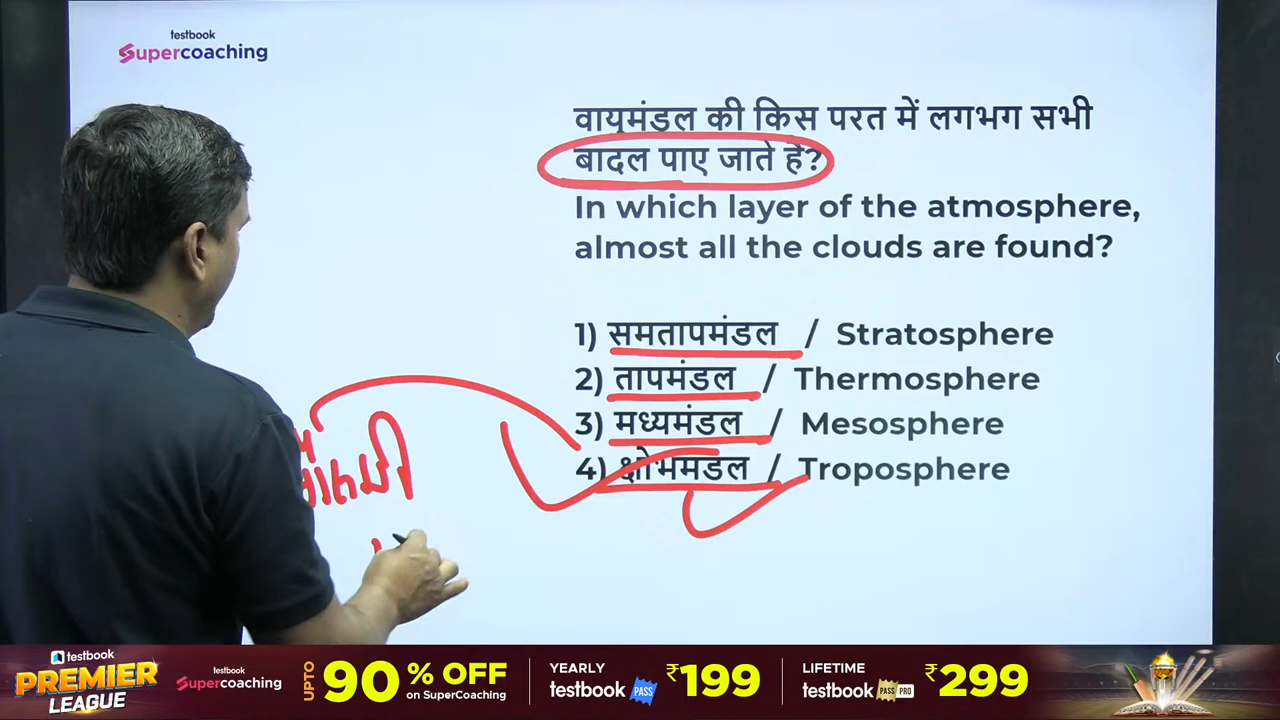 testbook
Supercoaching
वायुमंडल की किस परत में लगभग सभी
बादल पाए जाते हैं?
In which layer of the atmosphere,
almost all the clouds are found?
1) समतापमंडल / Stratosphere
2) तापमंडल / Thermosphere
3) मध्यमंडल / Mesosphere
4) क्षोभमंडल / Troposphere
testbook
PREMIER
LEAGUE
testbook
Supercoaching
UPTO 90% OFF
on SuperCoaching
YEARLY
testbook PASS
₹199
LIFETIME
testbook PASS PRO
₹299